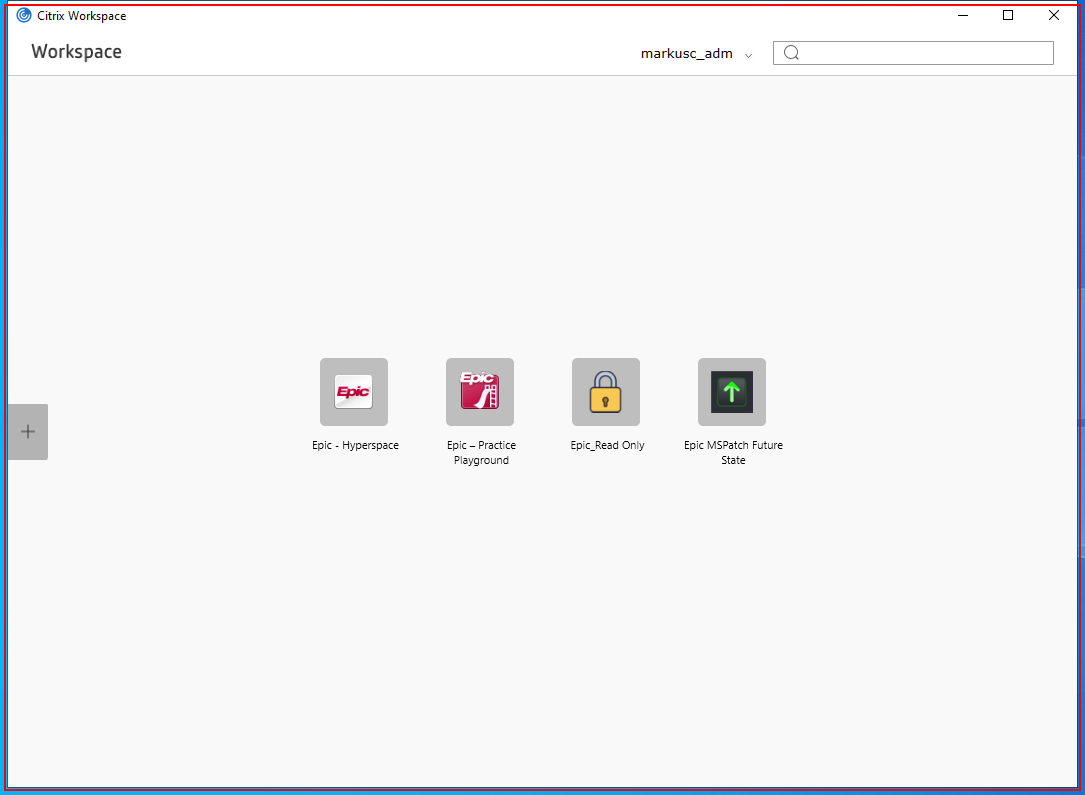 Citrix Workspace
Workspace
markusc_adm
Epic
Epic
Epic - Hyperspace
Epic – Practice
Playground
Epic_Read Only
Epic MSPatch Future
State